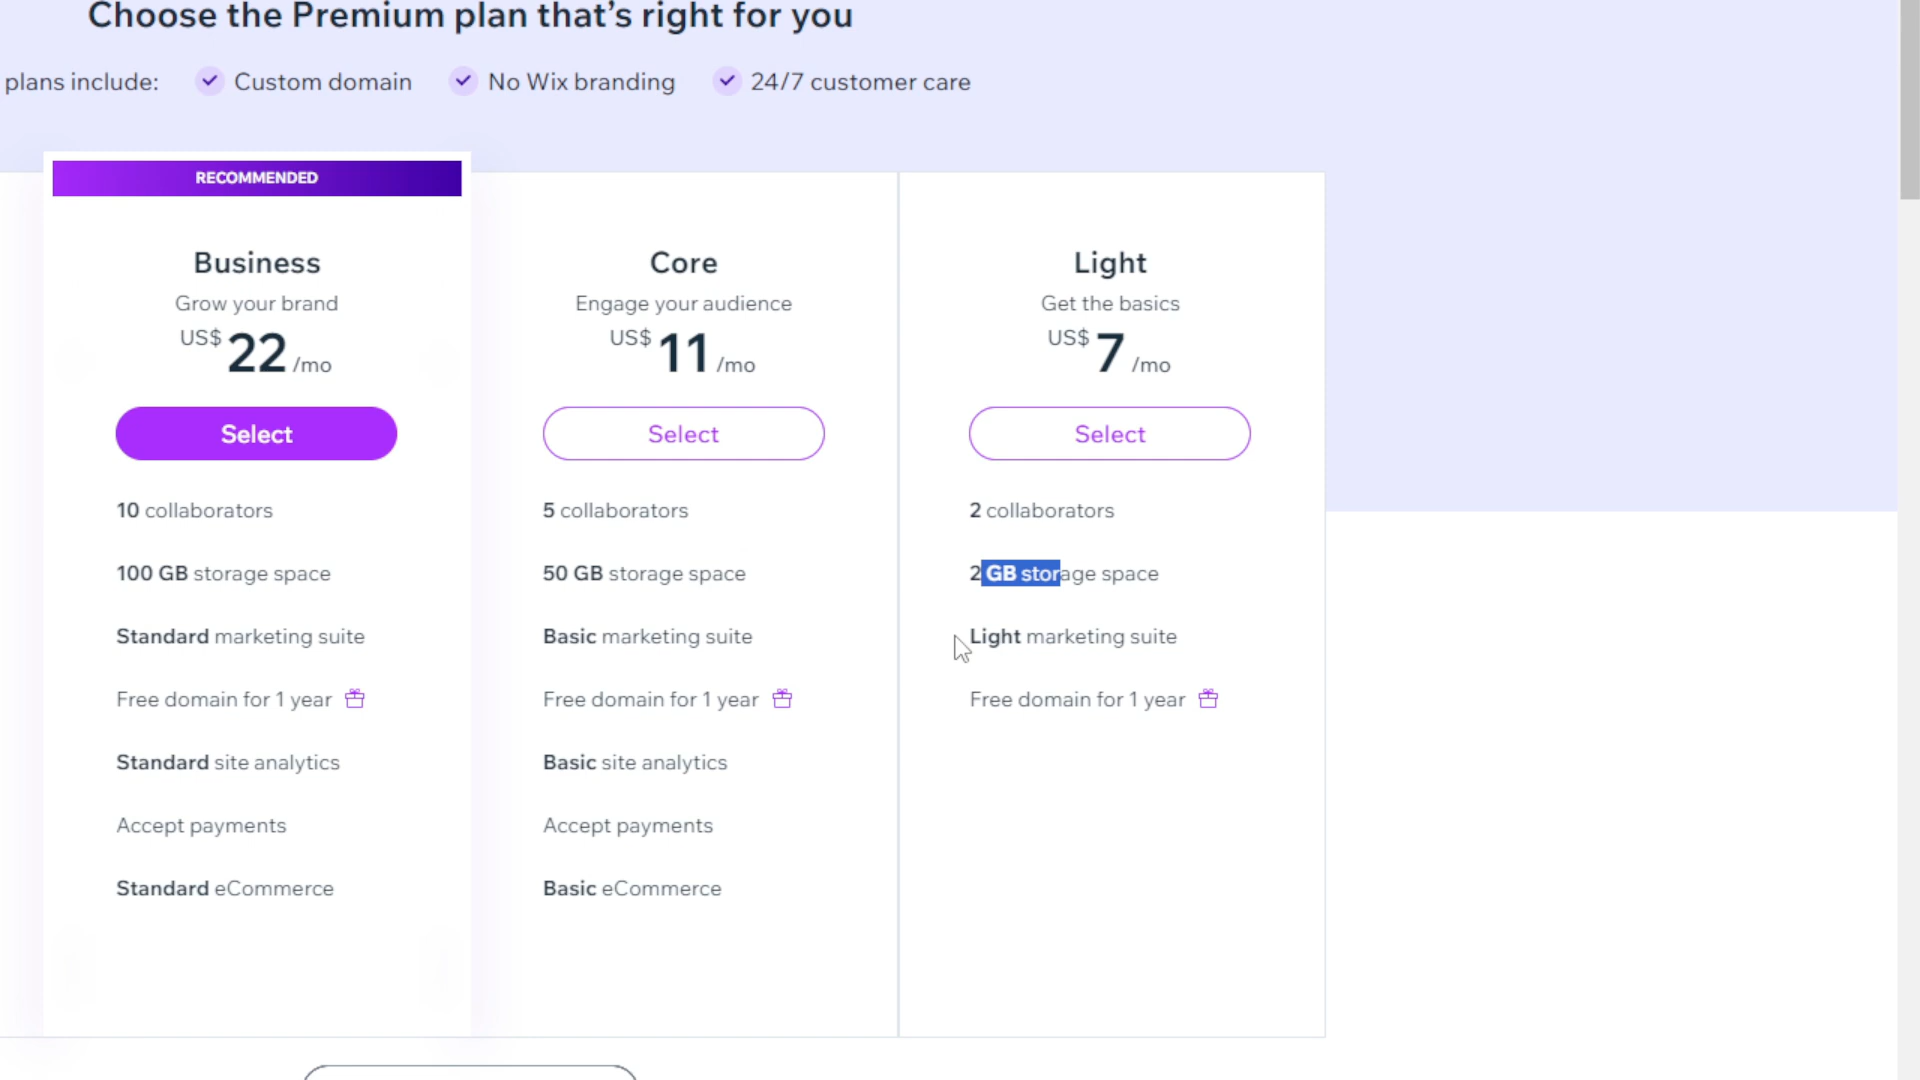 Choose the Premium plan that's right for you
plans include: Custom domain No Wix branding 24/7 customer care
RECOMMENDED
Business
Grow your brand
US$ 22 /mo
Select
10 collaborators
100 GB storage space
Standard marketing suite
Free domain for 1 year
Standard site analytics
Accept payments
Standard eCommerce
Core
Engage your audience
US$ 11 /mo
Select
5 collaborators
50 GB storage space
Basic marketing suite
Free domain for 1 year
Basic site analytics
Accept payments
Basic eCommerce
Light
Get the basics
US$ 7 /mo
Select
2 collaborators
2 GB storage space
Light marketing suite
Free domain for 1 year